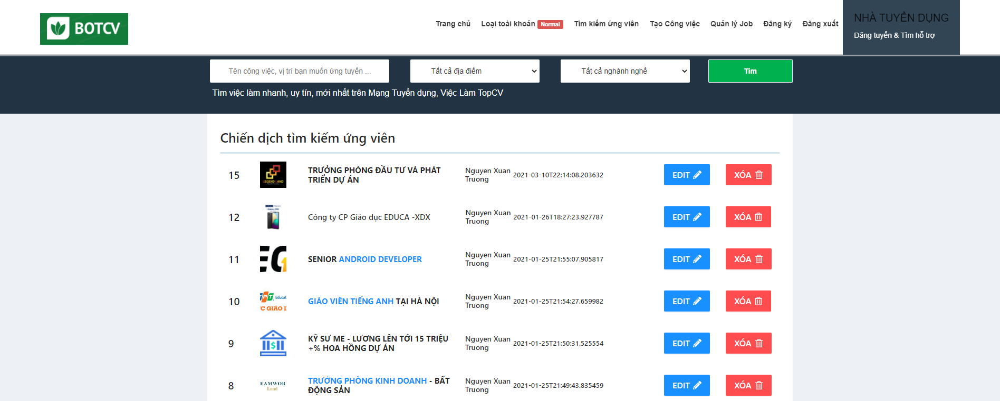 BOTCV
Trang chủ
Loại toài khoản Normal
Tìm kiếm ứng viên
Tạo Công việc
Quản lý Job
Đăng ký
Đăng xuất
NHÀ TUYỂN DỤNG
Đăng tuyển & Tìm hỗ trợ
Tên công việc, vị trí bạn muốn ứng tuyển ...
Tất cả địa điểm
Tất cả nghành nghề
Tìm
Tìm việc làm nhanh, uy tín, mới nhất trên Mạng Tuyển dụng, Việc Làm TopCV
Chiến dịch tìm kiếm ứng viên
15
LEGEND LAND
TRƯỞNG PHÒNG ĐẦU TƯ VÀ PHÁT
TRIỂN DỰ ÁN
Nguyen Xuan
Truong
2021-03-10T22:14:08.203632
EDIT
XÓA
12
Công ty CP Giáo dục EDUCA -XDX
Nguyen Xuan
Truong
2021-01-26T18:27:23.927787
EDIT
XÓA
11
SENIOR ANDROID DEVELOPER
Nguyen Xuan
Truong
2021-01-25T21:55:07.905817
EDIT
XÓA
10
FPT Educat
C GIÁO D
GIÁO VIÊN TIẾNG ANH TẠI HÀ NỘI
Nguyen Xuan
Truong
2021-01-25T21:54:27.659982
EDIT
XÓA
9
$
KỸ SƯ ME - LƯƠNG LÊN TỚI 15 TRIỆU
+% HOA HỒNG DỰ ÁN
Nguyen Xuan
Truong
2021-01-25T21:50:31.525554
EDIT
XÓA
8
EAMWOR
Land
TRƯỞNG PHÒNG KINH DOANH - BẤT
ĐỘNG SẢN
Nguyen Xuan
Truong
2021-01-25T21:49:43.835459
EDIT
XÓA